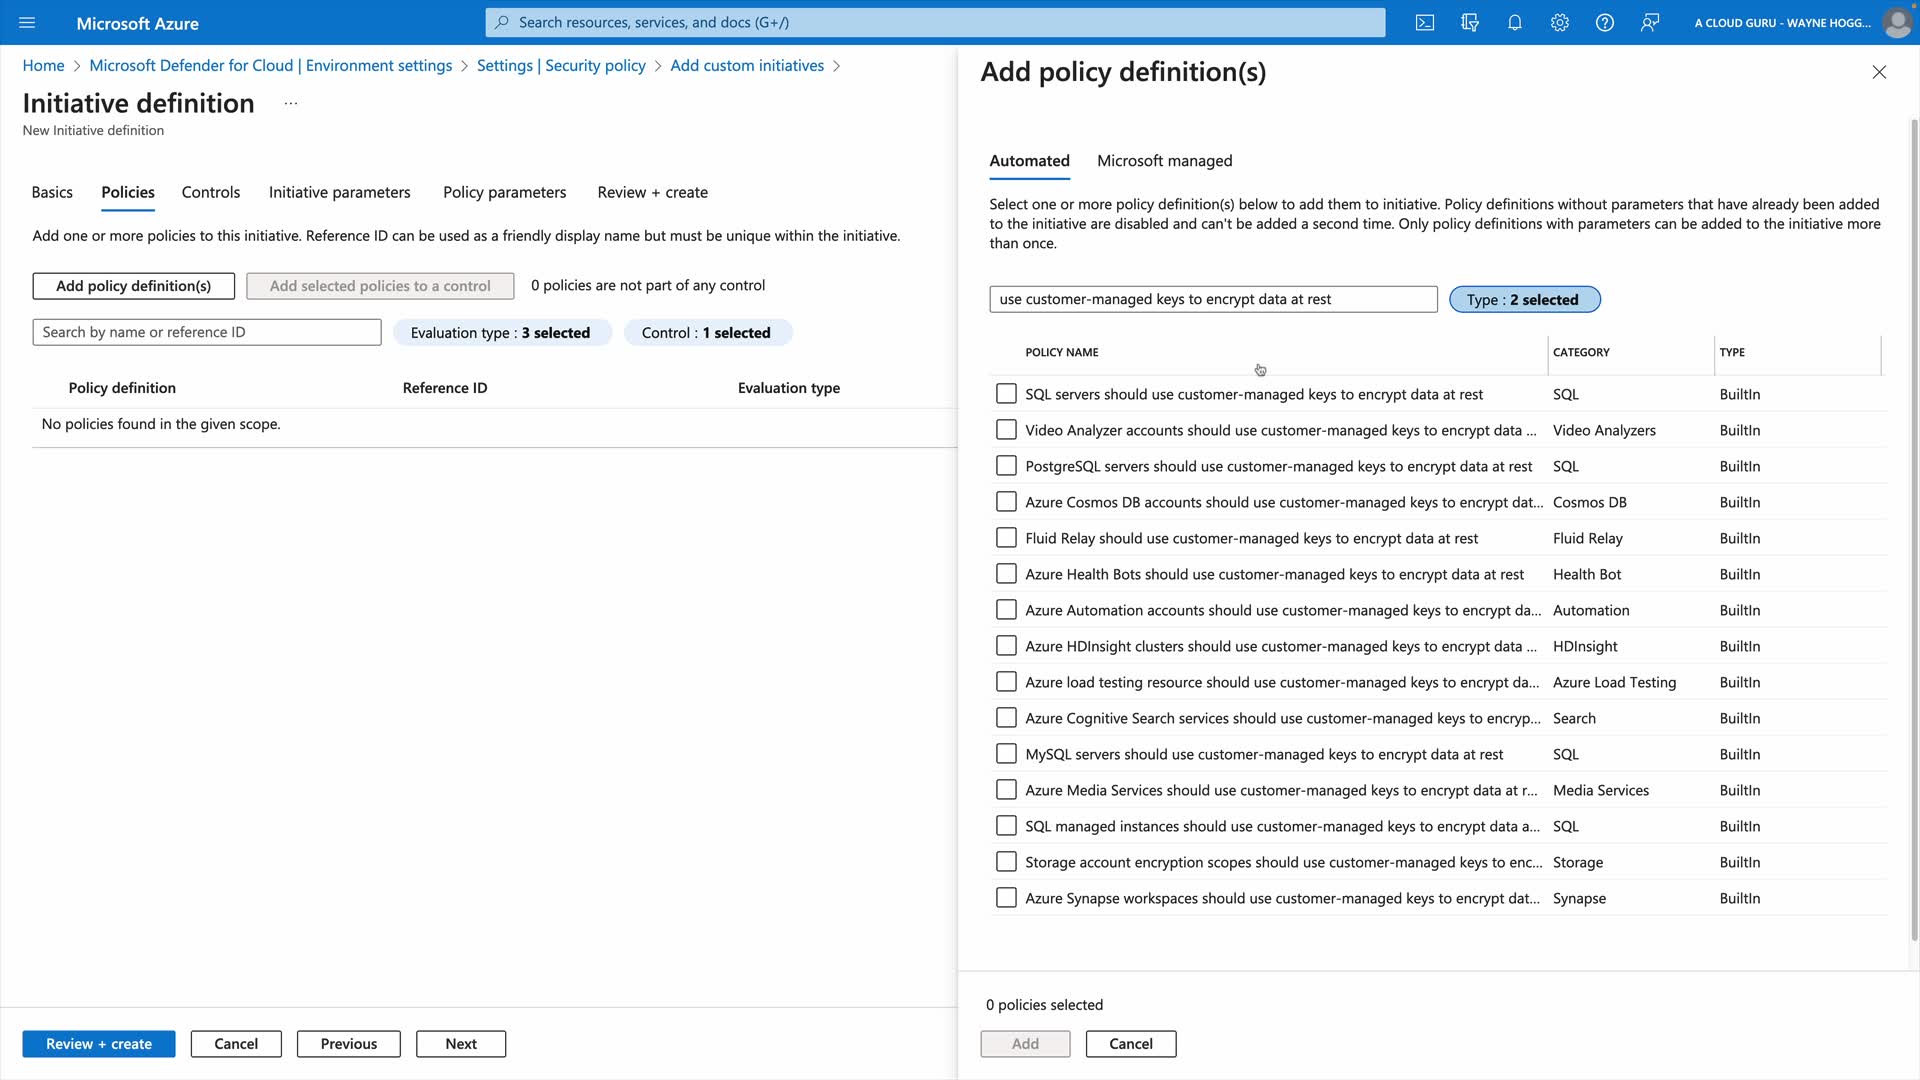 Microsoft Azure
Search resources, services, and docs (G+/)
A CLOUD GURU - WAYNE HOGG...
Home > Microsoft Defender for Cloud | Environment settings > Settings | Security policy > Add custom initiatives >
Initiative definition ...
New Initiative definition
Basics Policies Controls Initiative parameters Policy parameters Review + create
Add one or more policies to this initiative. Reference ID can be used as a friendly display name but must be unique within the initiative.
Add policy definition(s) Add selected policies to a control 0 policies are not part of any control
Search by name or reference ID Evaluation type : 3 selected Control : 1 selected
Policy definition Reference ID Evaluation type
No policies found in the given scope.
Review + create Cancel Previous Next
Add policy definition(s)
Automated Microsoft managed
Select one or more policy definition(s) below to add them to initiative. Policy definitions without parameters that have already been added
to the initiative are disabled and can't be added a second time. Only policy definitions with parameters can be added to the initiative more
than once.
use customer-managed keys to encrypt data at rest Type : 2 selected
POLICY NAME CATEGORY TYPE
SQL servers should use customer-managed keys to encrypt data at rest SQL BuiltIn
Video Analyzer accounts should use customer-managed keys to encrypt data ... Video Analyzers BuiltIn
PostgreSQL servers should use customer-managed keys to encrypt data at rest SQL BuiltIn
Azure Cosmos DB accounts should use customer-managed keys to encrypt dat... Cosmos DB BuiltIn
Fluid Relay should use customer-managed keys to encrypt data at rest Fluid Relay BuiltIn
Azure Health Bots should use customer-managed keys to encrypt data at rest Health Bot BuiltIn
Azure Automation accounts should use customer-managed keys to encrypt da... Automation BuiltIn
Azure HDInsight clusters should use customer-managed keys to encrypt data ... HDInsight BuiltIn
Azure load testing resource should use customer-managed keys to encrypt da... Azure Load Testing BuiltIn
Azure Cognitive Search services should use customer-managed keys to encryp... Search BuiltIn
MySQL servers should use customer-managed keys to encrypt data at rest SQL BuiltIn
Azure Media Services should use customer-managed keys to encrypt data at r... Media Services BuiltIn
SQL managed instances should use customer-managed keys to encrypt data a... SQL BuiltIn
Storage account encryption scopes should use customer-managed keys to enc... Storage BuiltIn
Azure Synapse workspaces should use customer-managed keys to encrypt dat... Synapse BuiltIn
0 policies selected
Add Cancel